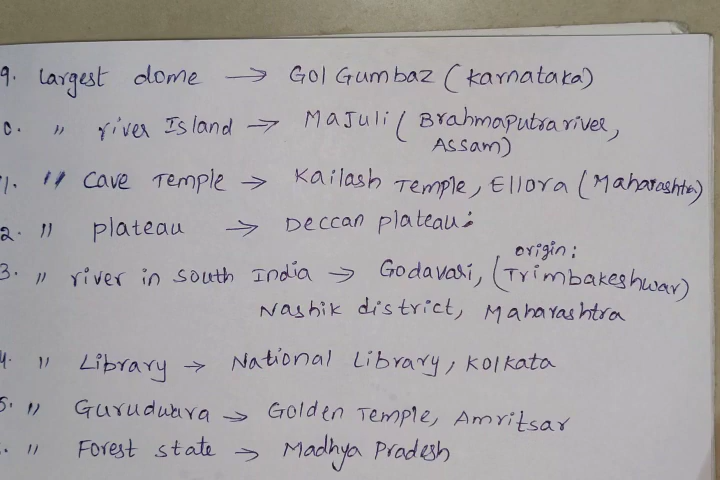 9. Largest dome → Gol Gumbaz (Karnataka)
0. " river Island → Majuli (Brahmaputra river,
Assam)
1. " Cave Temple → Kailash Temple, Ellora (Maharashtra)
2. " plateau → Deccan plateau:
origin:
3. " river in South India → Godavari, (Trimbakeshwar)
Nashik district, Maharashtra
4. " Library → National Library, Kolkata
5. " Guruduwara → Golden Temple, Amritsar
. " Forest state → Madhya Pradesh